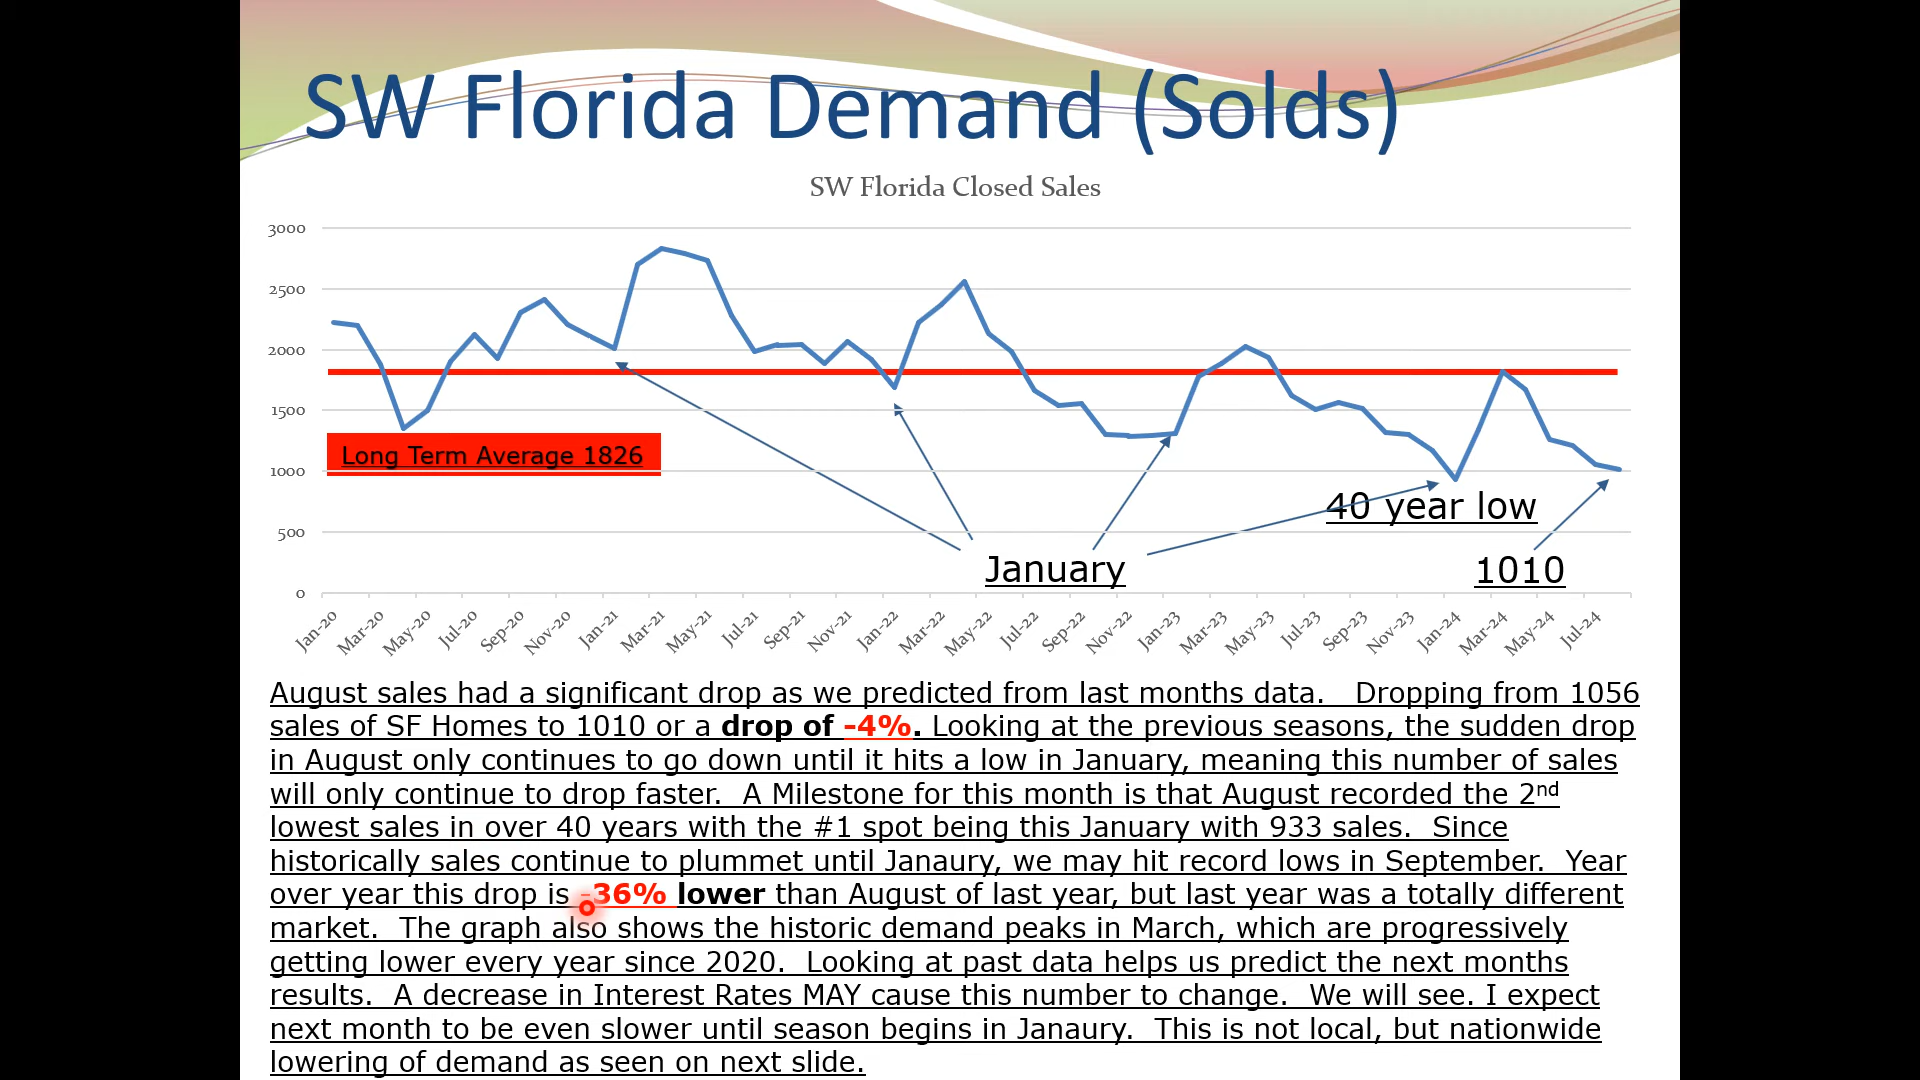 SW Florida Demand (Solds)
SW Florida Closed Sales
3000
2500
2000
1500
1000
500
0
Long Term Average 1826
40 year low
January
1010
Jan-20 Mar-20 May-20 Jul-20 Sep-20 Nov-20 Jan-21 Mar-21 May-21 Jul-21 Sep-21 Nov-21 Jan-22 Mar-22 May-22 Jul-22 Sep-22 Nov-22 Jan-23 Mar-23 May-23 Jul-23 Sep-23 Nov-23 Jan-24 Mar-24 May-24 Jul-24
August sales had a significant drop as we predicted from last months data. Dropping from 1056
sales of SF Homes to 1010 or a drop of -4%. Looking at the previous seasons, the sudden drop
in August only continues to go down until it hits a low in January, meaning this number of sales
will only continue to drop faster. A Milestone for this month is that August recorded the 2nd
lowest sales in over 40 years with the #1 spot being this January with 933 sales. Since
historically sales continue to plummet until Janaury, we may hit record lows in September. Year
over year this drop is -36% lower than August of last year, but last year was a totally different
market. The graph also shows the historic demand peaks in March, which are progressively
getting lower every year since 2020. Looking at past data helps us predict the next months
results. A decrease in Interest Rates MAY cause this number to change. We will see. I expect
next month to be even slower until season begins in Janaury. This is not local, but nationwide
lowering of demand as seen on next slide.